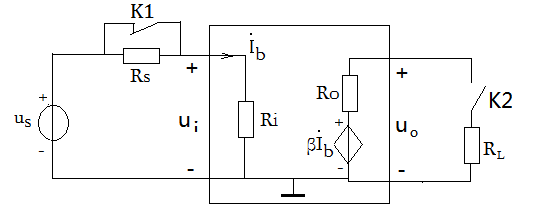 K1
Rs
İb
+
+
Ro
K2
+
us
ui
Ri
+
βİb
uo
RL
-
-
-
-